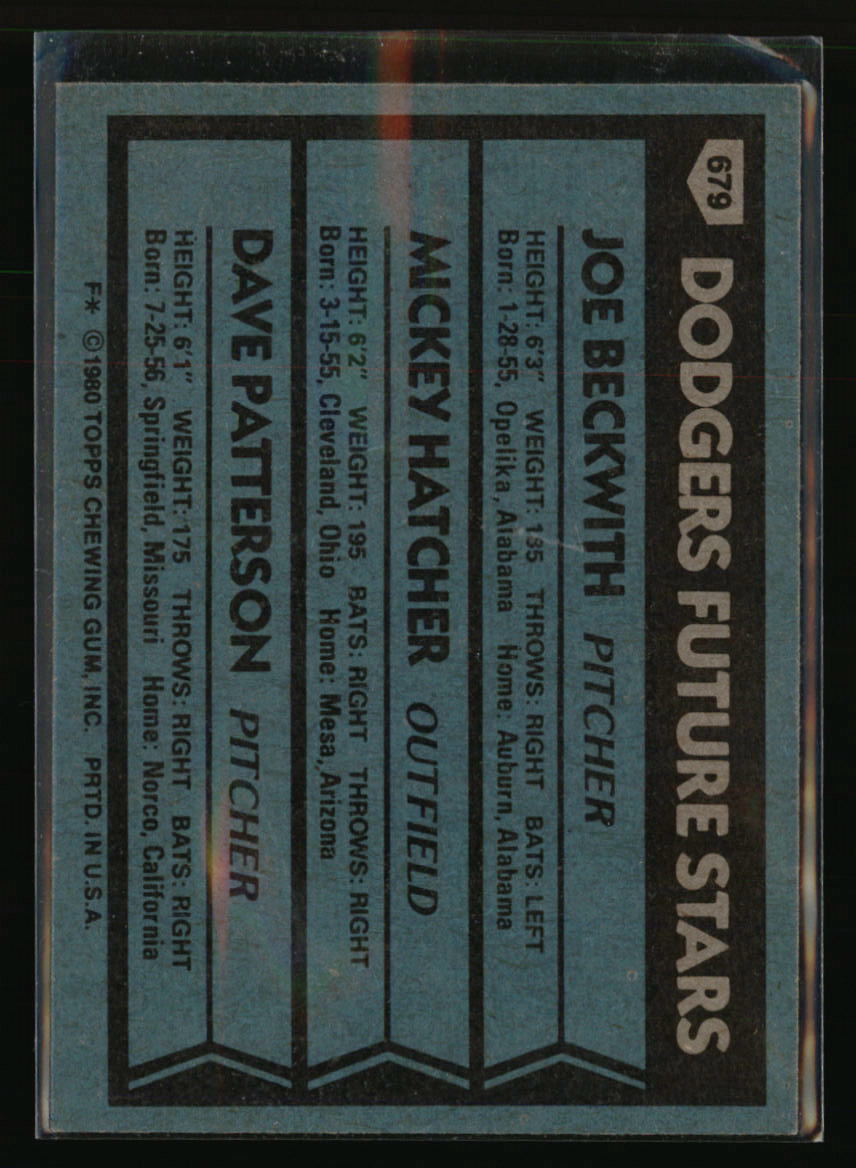 679
DODGERS FUTURE STARS
JOE BECKWITH PITCHER
HEIGHT: 6'3" WEIGHT: 185 THROWS: RIGHT BATS: LEFT
Born: 1-28-55, Opelika, Alabama Home: Auburn, Alabama
MICKEY HATCHER OUTFIELD
HEIGHT: 6'2" WEIGHT: 195 BATS: RIGHT THROWS: RIGHT
Born: 3-15-55, Cleveland, Ohio Home: Mesa, Arizona
DAVE PATTERSON PITCHER
HEIGHT: 6'1" WEIGHT: 175 THROWS: RIGHT BATS: RIGHT
Born: 7-25-56, Springfield, Missouri Home: Norco, California
F* ©1980 TOPPS CHEWING GUM, INC. PRTD. IN U.S.A.